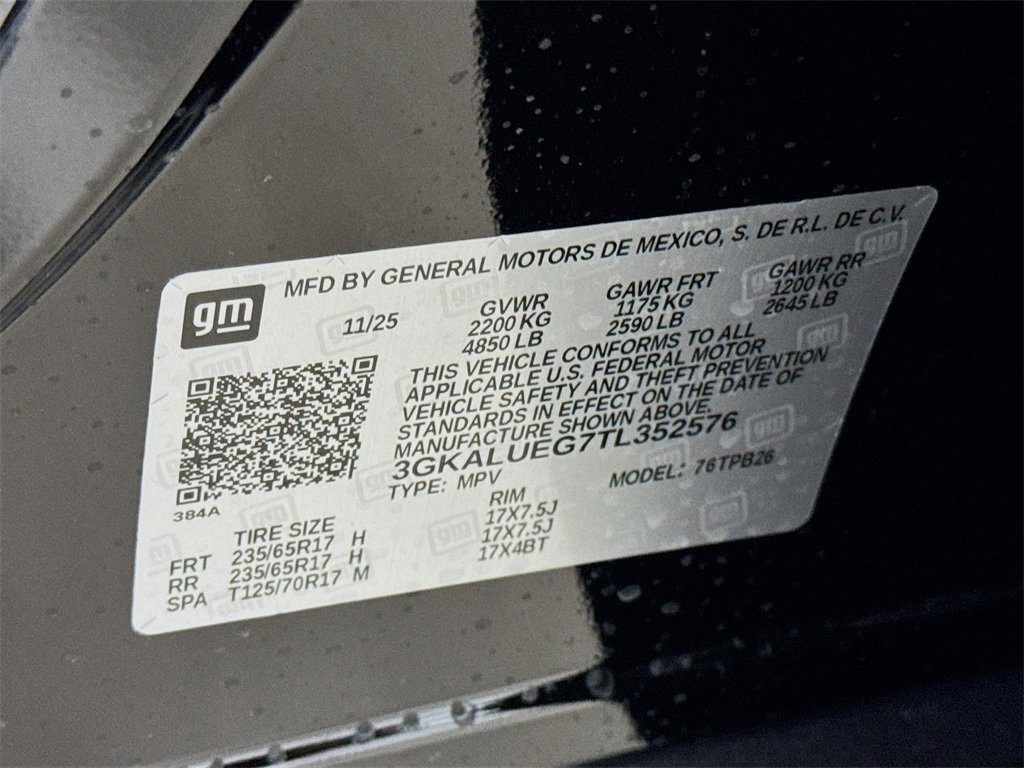 MFD BY GENERAL MOTORS DE MEXICO, S. DE R.L. DE C.V.
gm
11/25
GVWR GAWR FRT GAWR RR
2200 KG 1175 KG 1200 KG
4850 LB 2590 LB 2645 LB
THIS VEHICLE CONFORMS TO ALL
APPLICABLE U.S. FEDERAL MOTOR
VEHICLE SAFETY AND THEFT PREVENTION
STANDARDS IN EFFECT ON THE DATE OF
MANUFACTURE SHOWN ABOVE.
3GKALUEG7TL352576
TYPE: MPV MODEL: 76TPB26
384A
TIRE SIZE RIM
FRT 235/65R17 H 17X7.5J
RR 235/65R17 H 17X7.5J
SPA T125/70R17 M 17X4BT